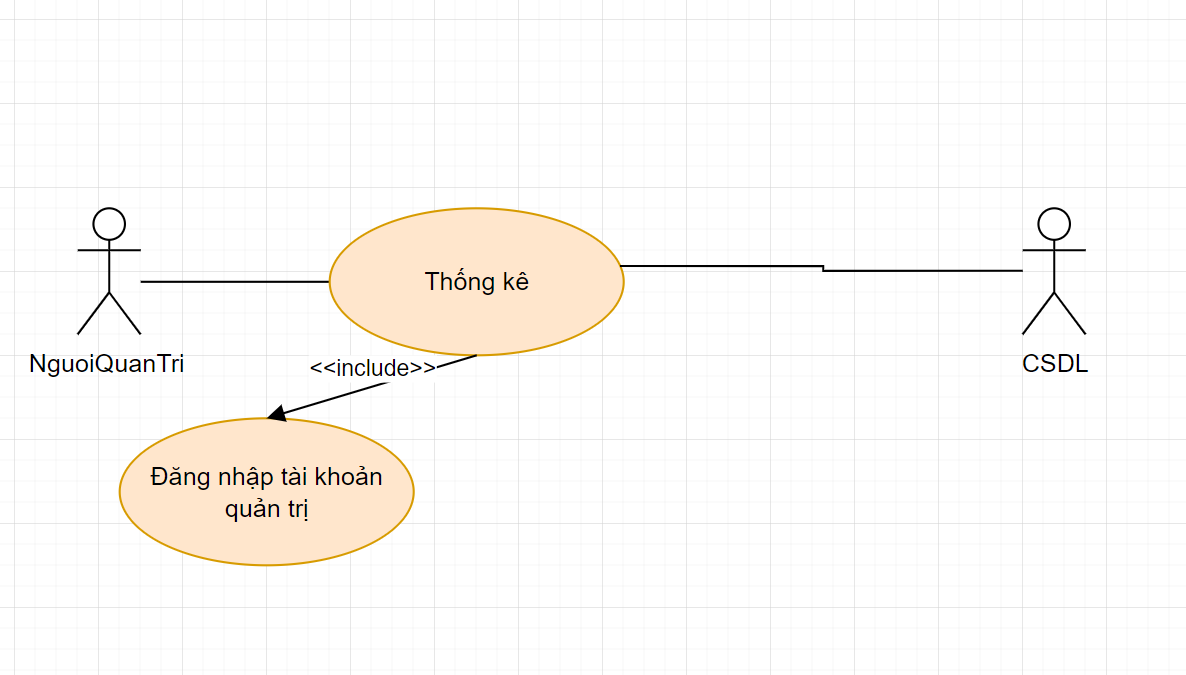 Thống kê
NguoiQuanTri
<<include>>
CSDL
Đăng nhập tài khoản
quản trị